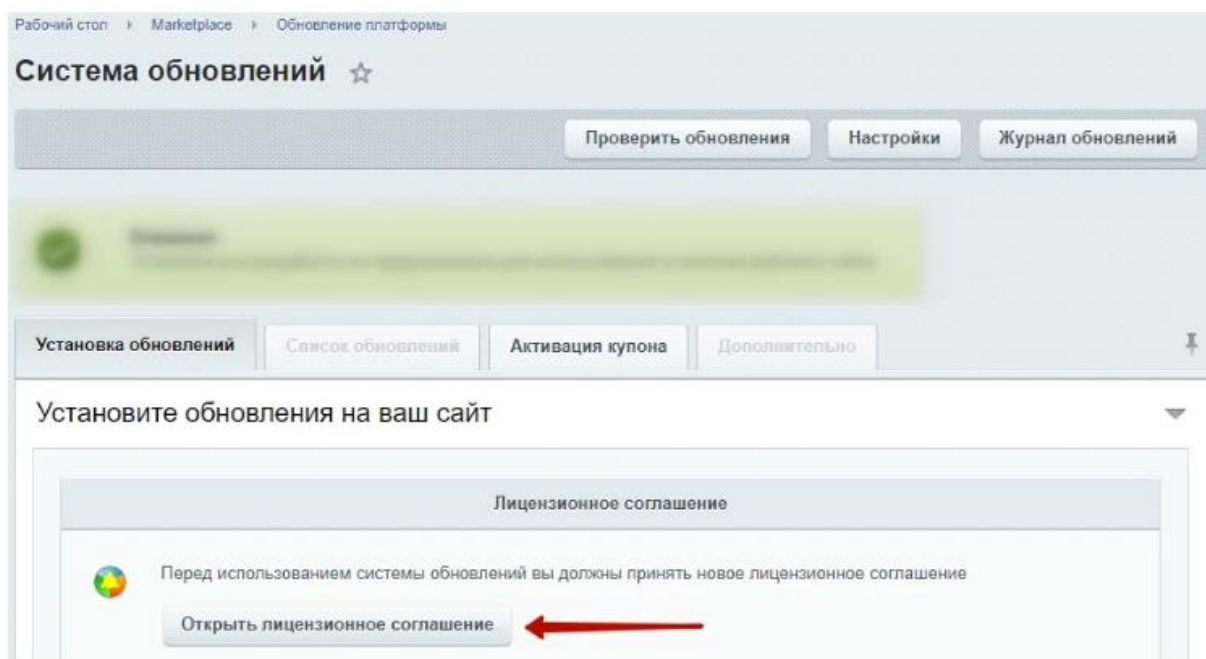 Рабочий стол
Marketplace
Обновление платформы
Система обновлений
Проверить обновления
Настройки
Журнал обновлений
Установка обновлений
Список обновлений
Активация купона
Дополнительно
Установите обновления на ваш сайт
Лицензионное соглашение
Перед использованием системы обновлений вы должны принять новое лицензионное соглашение
Открыть лицензионное соглашение